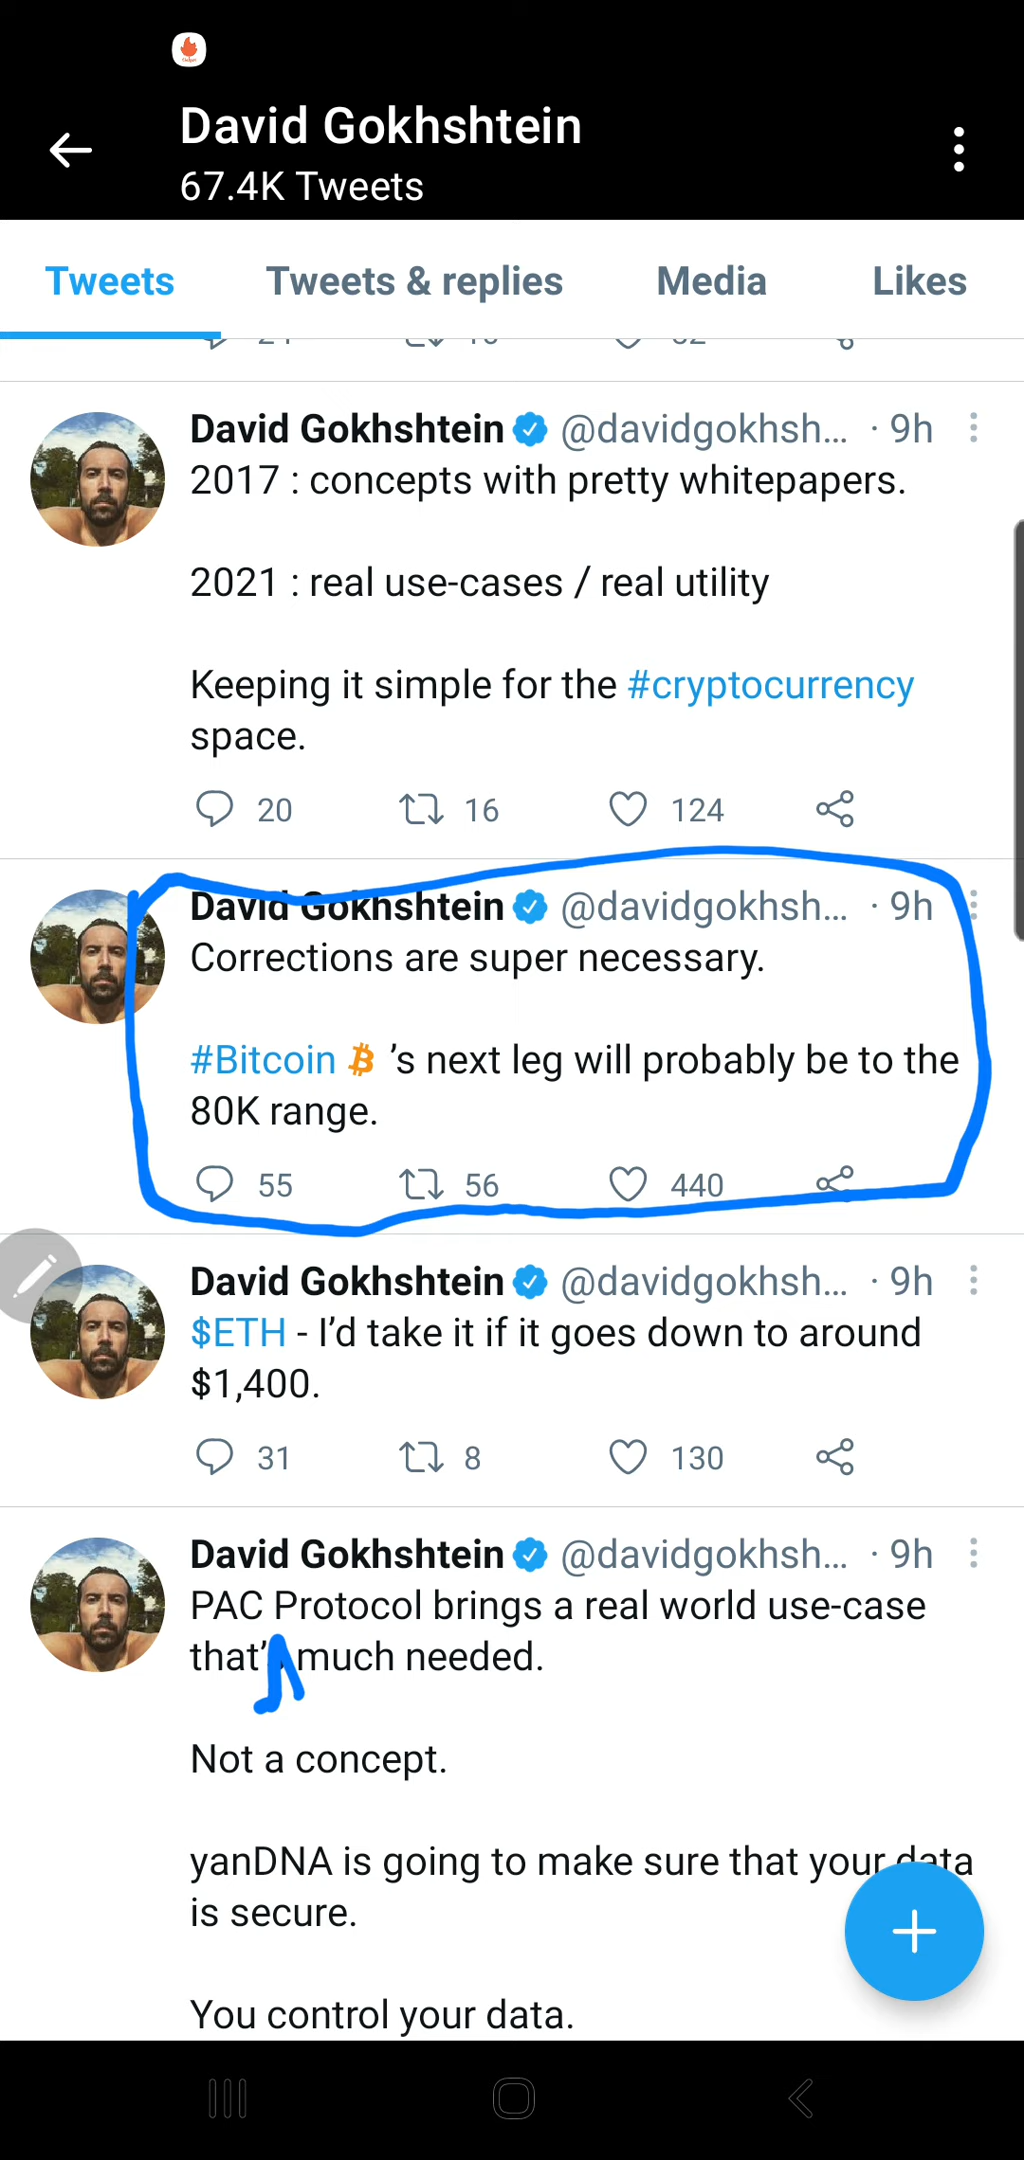 David Gokhshtein
67.4K Tweets
Tweets Tweets & replies Media Likes
David Gokhshtein @davidgokhsh... · 9h
2017 : concepts with pretty whitepapers.
2021 : real use-cases / real utility
Keeping it simple for the #cryptocurrency
space.
20 16 124
David Gokhshtein @davidgokhsh... · 9h
Corrections are super necessary.
#Bitcoin ₿ ’s next leg will probably be to the
80K range.
55 56 440
David Gokhshtein @davidgokhsh... · 9h
$ETH - I’d take it if it goes down to around
$1,400.
31 8 130
David Gokhshtein @davidgokhsh... · 9h
PAC Protocol brings a real world use-case
that’s much needed.
Not a concept.
yanDNA is going to make sure that your data
is secure.
You control your data.